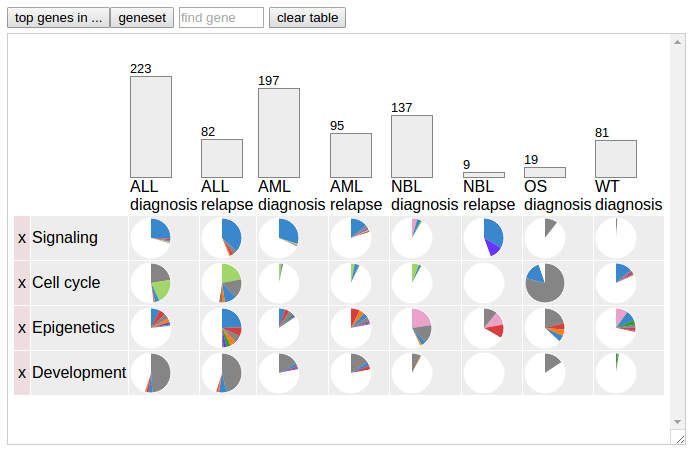 top genes in ... geneset find gene clear table
223
197
137
95
82
81
19
9
ALL diagnosis
ALL relapse
AML diagnosis
AML relapse
NBL diagnosis
NBL relapse
OS diagnosis
WT diagnosis
x Signaling
x Cell cycle
x Epigenetics
x Development